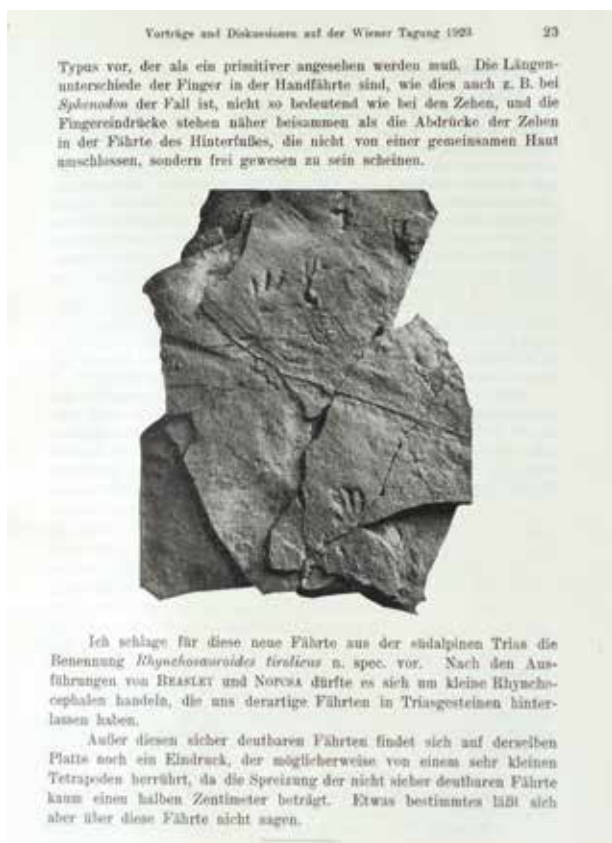 Vorträge und Diskussionen auf der Wiener Tagung 1923 23
Typus vor, der als ein primitiver angesehen werden muß. Die Längen-
unterschiede der Finger in der Handfährte sind, wie dies auch z. B. bei
Sphenodon der Fall ist, nicht so bedeutend wie bei den Zehen, und die
Fingereindrücke stehen näher beisammen als die Abdrücke der Zehen
in der Fährte des Hinterfußes, die nicht von einer gemeinsamen Haut
umschlossen, sondern frei gewesen zu sein scheinen.
Ich schlage für diese neue Fährte aus der südalpinen Trias die
Benennung Rhynchosauroides tirolicus n. spec. vor. Nach den Aus-
führungen von BEASLEY und NOPCSA dürfte es sich um kleine Rhyncho-
cephalen handeln, die uns derartige Fährten in Triasgesteinen hinter-
lassen haben.
Außer diesen sicher deutbaren Fährten findet sich auf derselben
Platte noch ein Eindruck, der möglicherweise von einem sehr kleinen
Tetrapoden herrührt, da die Spreizung der nicht sicher deutbaren Fährte
kaum einen halben Zentimeter beträgt. Etwas bestimmtes läßt sich
aber über diese Fährte nicht sagen.